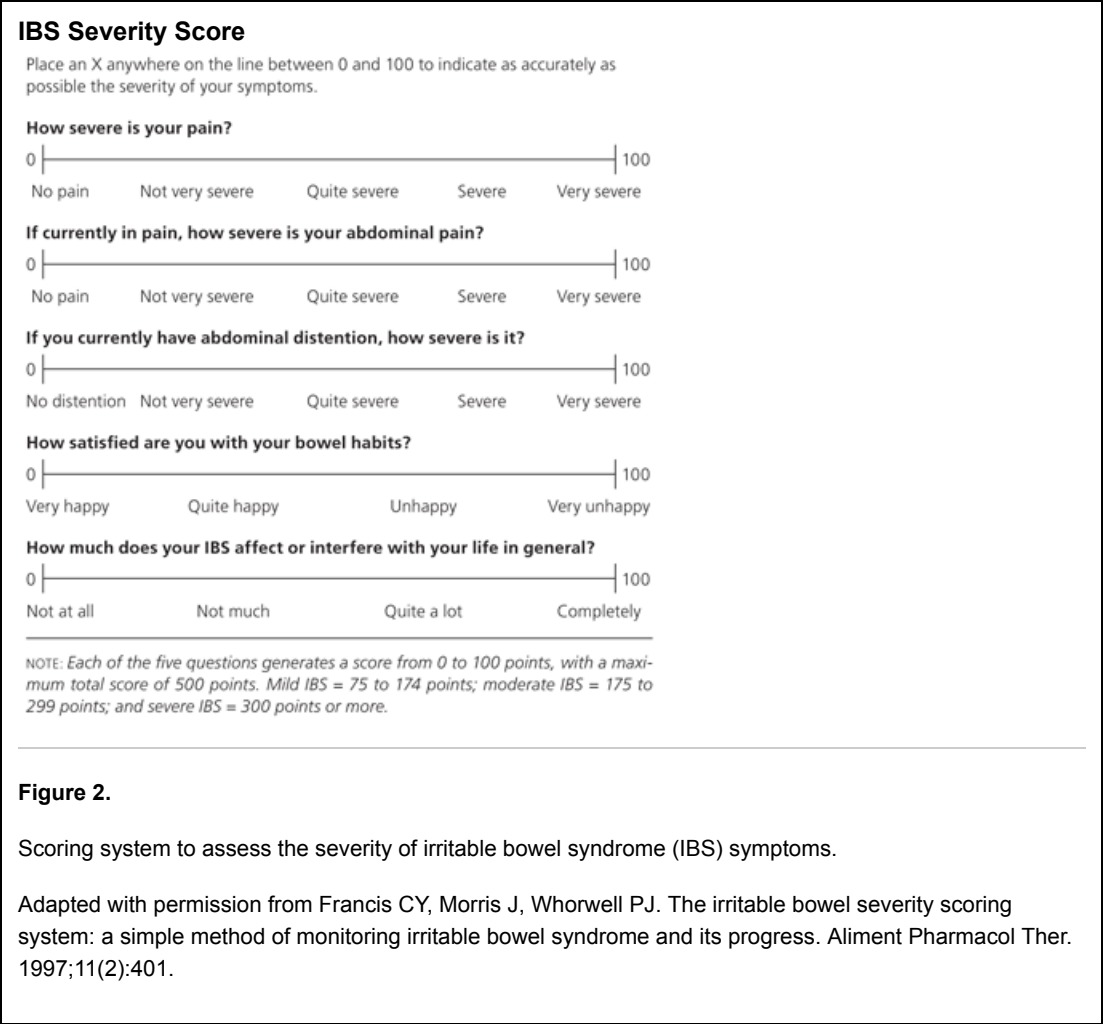 IBS Severity Score
Place an X anywhere on the line between 0 and 100 to indicate as accurately as
possible the severity of your symptoms.
How severe is your pain?
0 100
No pain Not very severe Quite severe Severe Very severe
If currently in pain, how severe is your abdominal pain?
0 100
No pain Not very severe Quite severe Severe Very severe
If you currently have abdominal distention, how severe is it?
0 100
No distention Not very severe Quite severe Severe Very severe
How satisfied are you with your bowel habits?
0 100
Very happy Quite happy Unhappy Very unhappy
How much does your IBS affect or interfere with your life in general?
0 100
Not at all Not much Quite a lot Completely
NOTE: Each of the five questions generates a score from 0 to 100 points, with a maxi-
mum total score of 500 points. Mild IBS = 75 to 174 points; moderate IBS = 175 to
299 points; and severe IBS = 300 points or more.
Figure 2.
Scoring system to assess the severity of irritable bowel syndrome (IBS) symptoms.
Adapted with permission from Francis CY, Morris J, Whorwell PJ. The irritable bowel severity scoring
system: a simple method of monitoring irritable bowel syndrome and its progress. Aliment Pharmacol Ther.
1997;11(2):401.